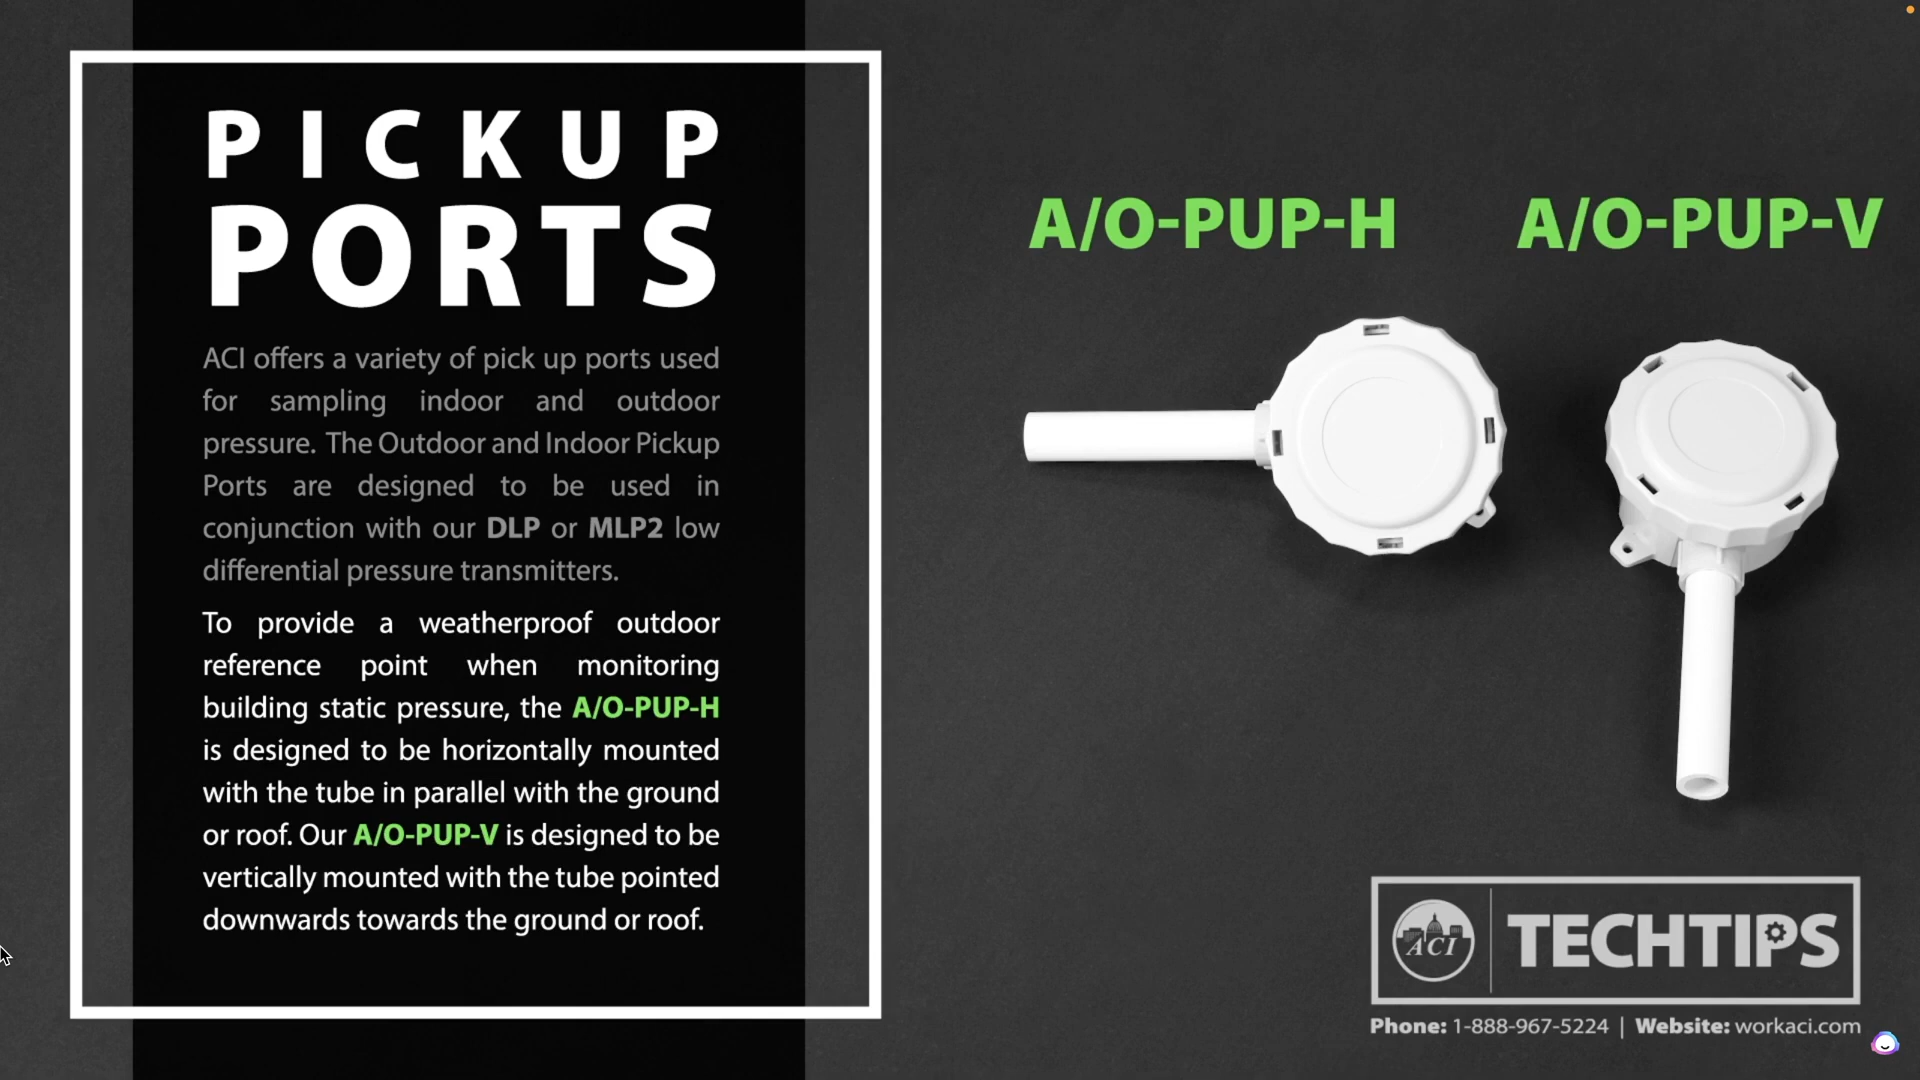 PICKUP
PORTS
ACI offers a variety of pick up ports used
for sampling indoor and outdoor
pressure. The Outdoor and Indoor Pickup
Ports are designed to be used in
conjunction with our DLP or MLP2 low
differential pressure transmitters.
To provide a weatherproof outdoor
reference point when monitoring
building static pressure, the A/O-PUP-H
is designed to be horizontally mounted
with the tube in parallel with the ground
or roof. Our A/O-PUP-V is designed to be
vertically mounted with the tube pointed
downwards towards the ground or roof.
A/O-PUP-H A/O-PUP-V
ACI TECHTIPS
Phone: 1-888-967-5224 | Website: workaci.com